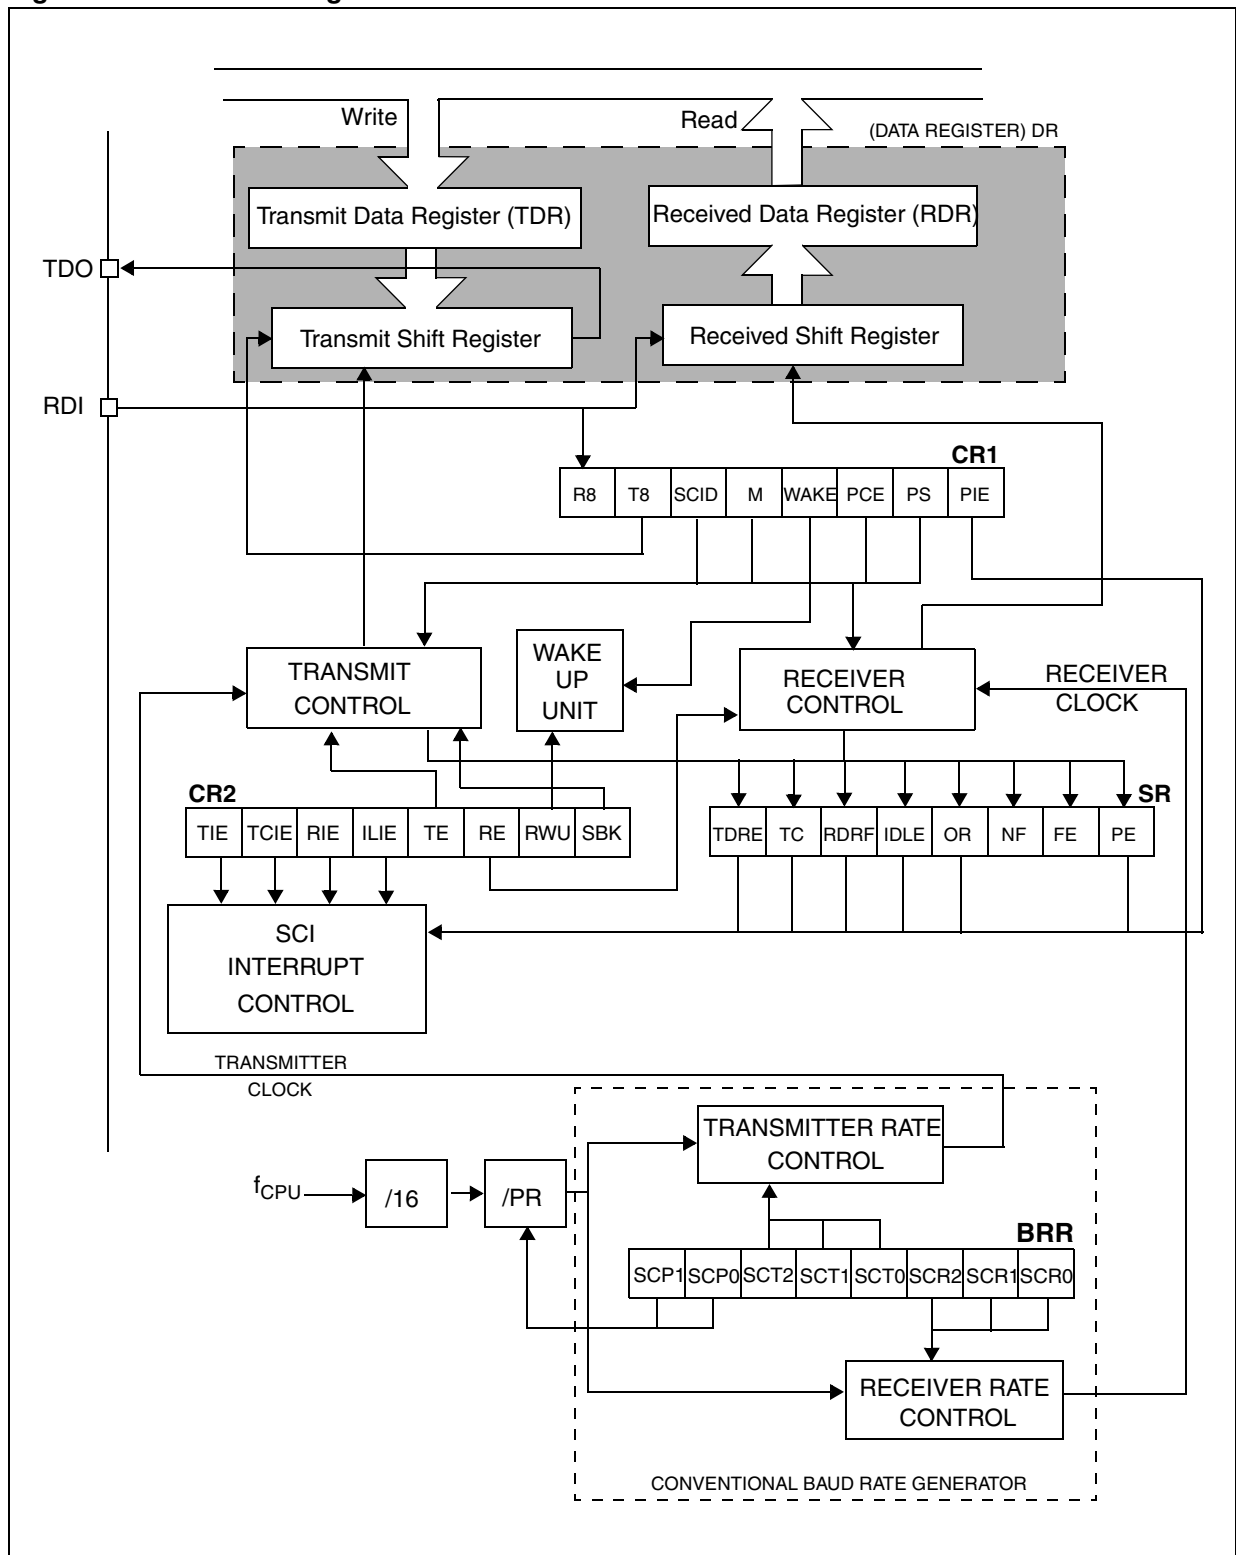 Write
Read
(DATA REGISTER) DR
Transmit Data Register (TDR)
Received Data Register (RDR)
TDO
Transmit Shift Register
Received Shift Register
RDI
CR1
R8 T8 SCID M WAKE PCE PS PIE
TRANSMIT
CONTROL
WAKE
UP
UNIT
RECEIVER
CONTROL
RECEIVER
CLOCK
CR2
TIE TCIE RIE ILIE TE RE RWU SBK
SR
TDRE TC RDRF IDLE OR NF FE PE
SCI
INTERRUPT
CONTROL
TRANSMITTER
CLOCK
TRANSMITTER RATE
CONTROL
fCPU
/16
/PR
BRR
SCP1 SCP0 SCT2 SCT1 SCT0 SCR2 SCR1 SCR0
RECEIVER RATE
CONTROL
CONVENTIONAL BAUD RATE GENERATOR